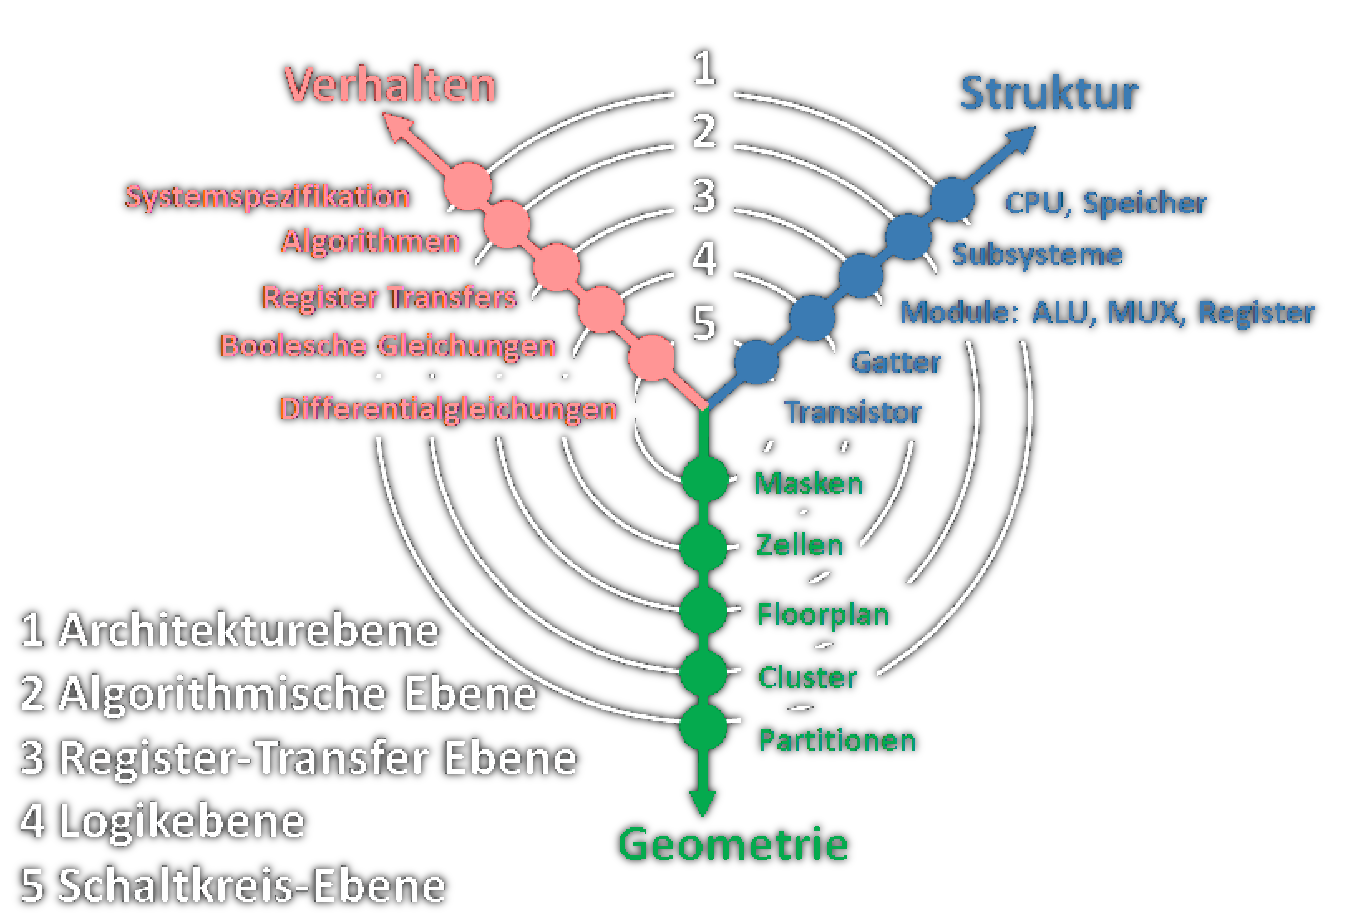 Verhalten
Struktur
1
2
3
4
5
Systemspezifikation
Algorithmen
Register Transfers
Boolesche Gleichungen
Differentialgleichungen
CPU, Speicher
Subsysteme
Module: ALU, MUX, Register
Gatter
Transistor
Masken
Zellen
Floorplan
Cluster
Partitionen
Geometrie
1 Architekturebene
2 Algorithmische Ebene
3 Register-Transfer Ebene
4 Logikebene
5 Schaltkreis-Ebene